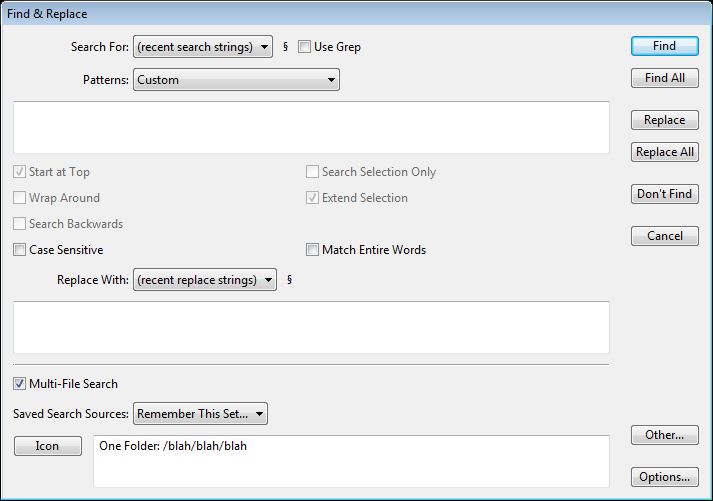 Find & Replace
Search For: (recent search strings) § Use Grep Find
Patterns: Custom Find All
Replace
Replace All
Start at Top Search Selection Only
Wrap Around Extend Selection Don't Find
Search Backwards
Cancel
Case Sensitive Match Entire Words
Replace With: (recent replace strings) §
Multi-File Search
Saved Search Sources: Remember This Set...
Icon One Folder: /blah/blah/blah Other...
Options...